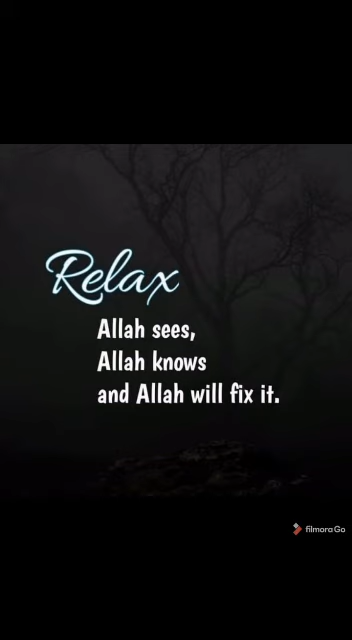 Relax
Allah sees,
Allah knows
and Allah will fix it.
filmoraGo